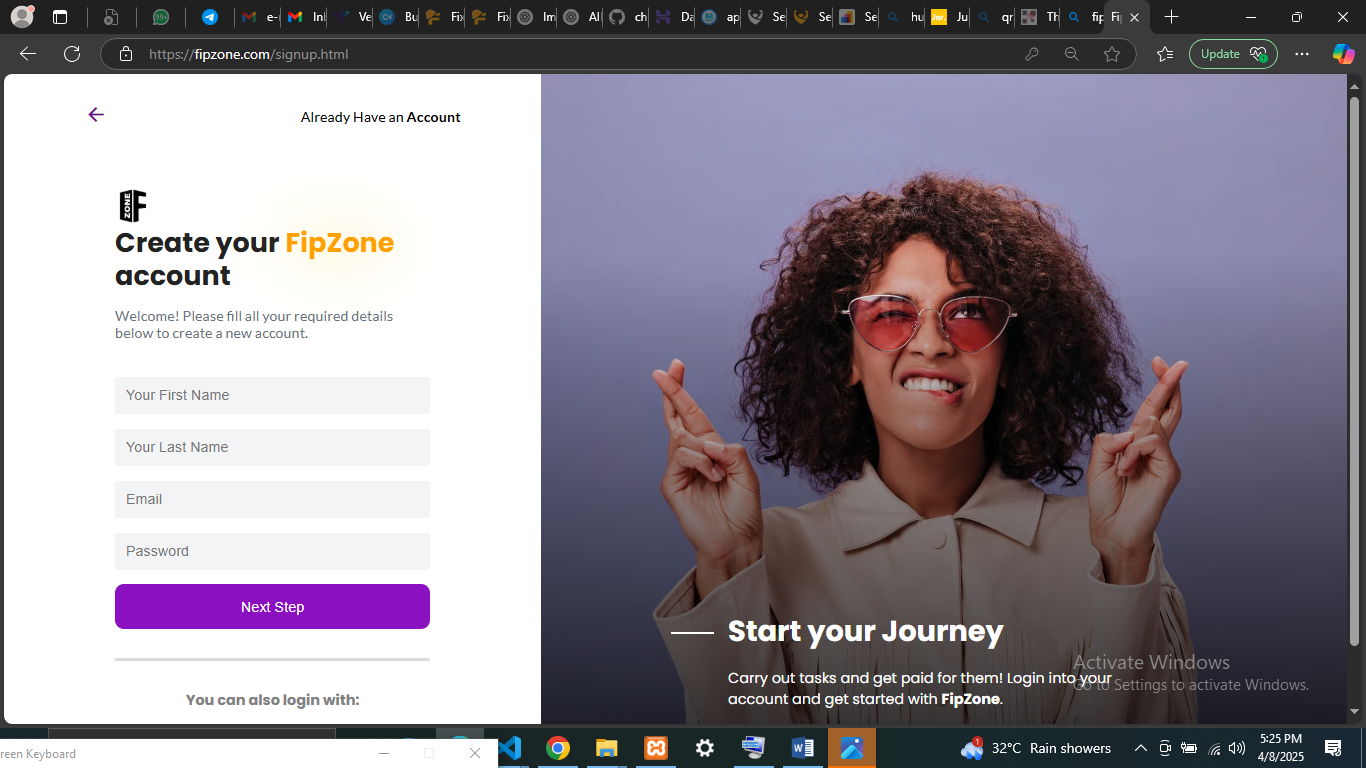 99+
e-
Inl
Ve
Bu
Fix
Fix
Im
AI
ch
Da
ap
Se
Se
Se
hu
Jnr.
Ju
qr
Th
fip
Fi
https://fipzone.com/signup.html
Update
Already Have an Account
ZONE F
Create your FipZone
account
Welcome! Please fill all your required details
below to create a new account.
Your First Name
Your Last Name
Email
Password
Next Step
You can also login with:
Start your Journey
Carry out tasks and get paid for them! Login into your
account and get started with FipZone.
Activate Windows
Go to Settings to activate Windows.
reen Keyboard
1
32°C Rain showers
5:25 PM
4/8/2025